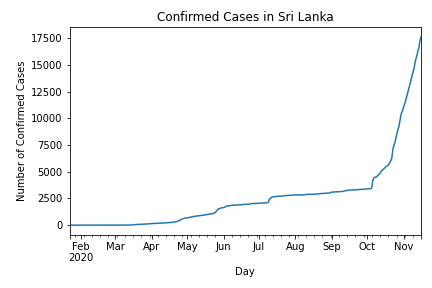 Confirmed Cases in Sri Lanka
Number of Confirmed Cases
17500
15000
12500
10000
7500
5000
2500
0
Feb Mar Apr May Jun Jul Aug Sep Oct Nov
2020
Day